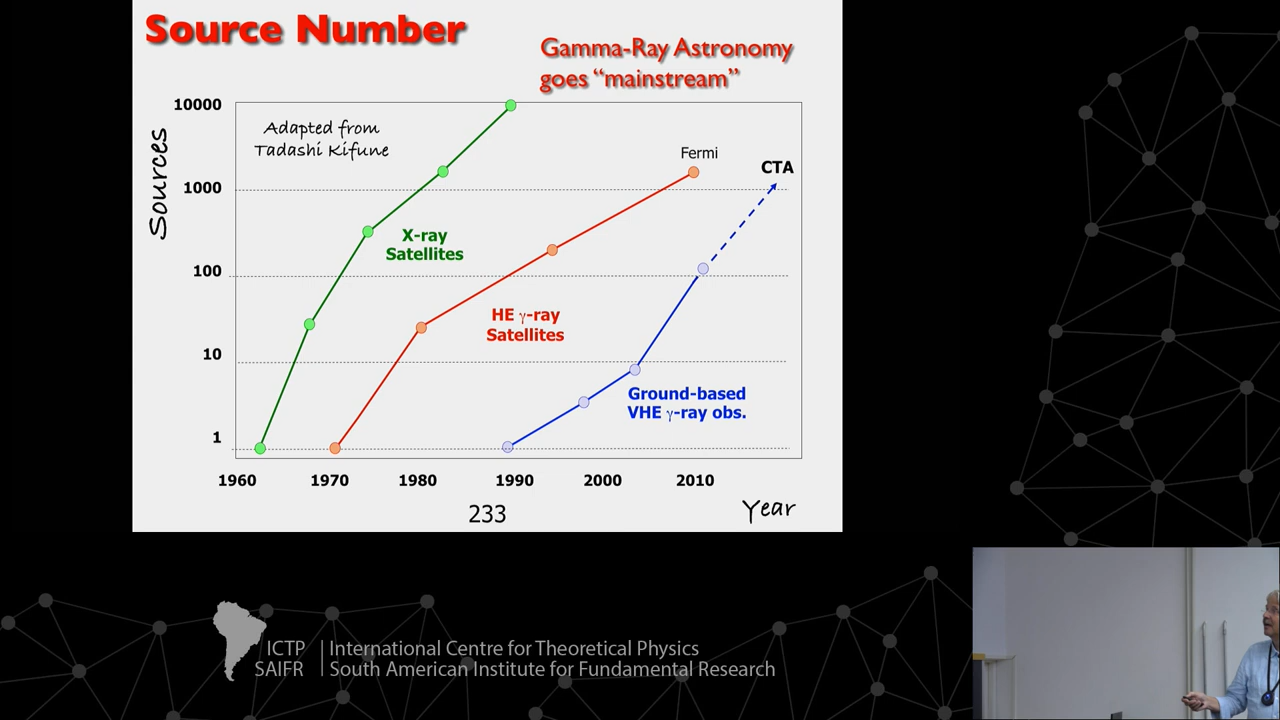 Source Number
Gamma-Ray Astronomy
goes “mainstream”
10000
Adapted from
Tadashi Kifune
Sources
Fermi
CTA
1000
X-ray
Satellites
100
HE γ-ray
Satellites
10
Ground-based
VHE γ-ray obs.
1
1960 1970 1980 1990 2000 2010
233
Year
ICTP | International Centre for Theoretical Physics
SAIFR | South American Institute for Fundamental Research